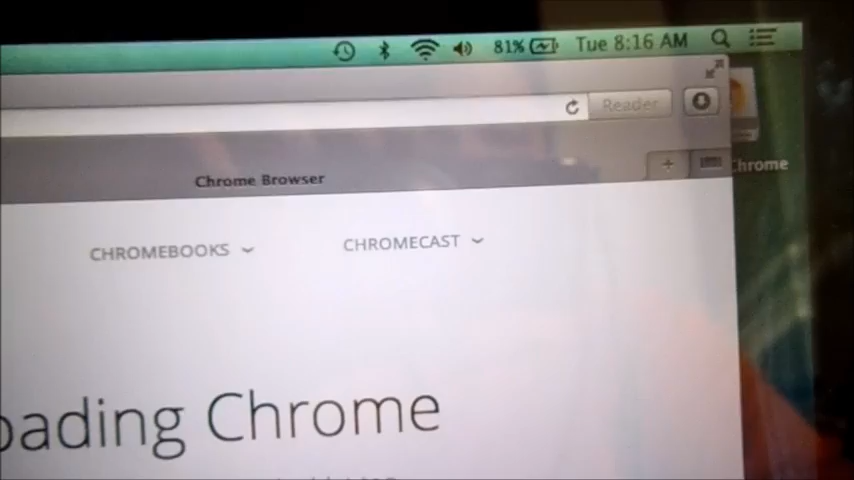 81% Tue 8:16 AM
Reader
Chrome
Chrome Browser
CHROMEBOOKS CHROMECAST
oading Chrome